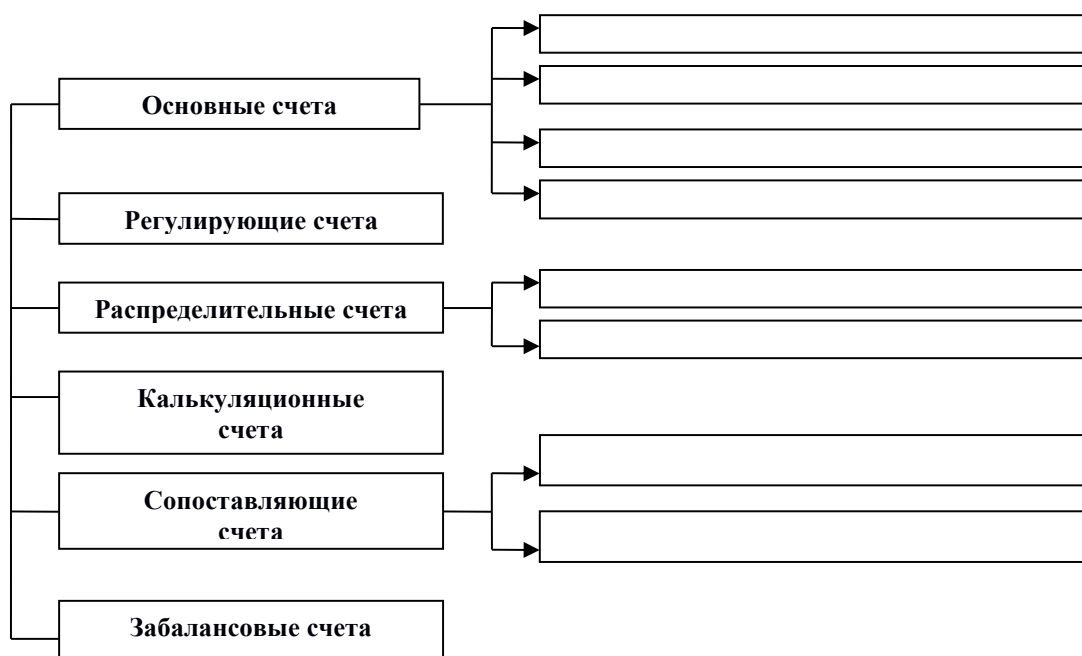 Основные счета
Регулирующие счета
Распределительные счета
Калькуляционные
счета
Сопоставляющие
счета
Забалансовые счета